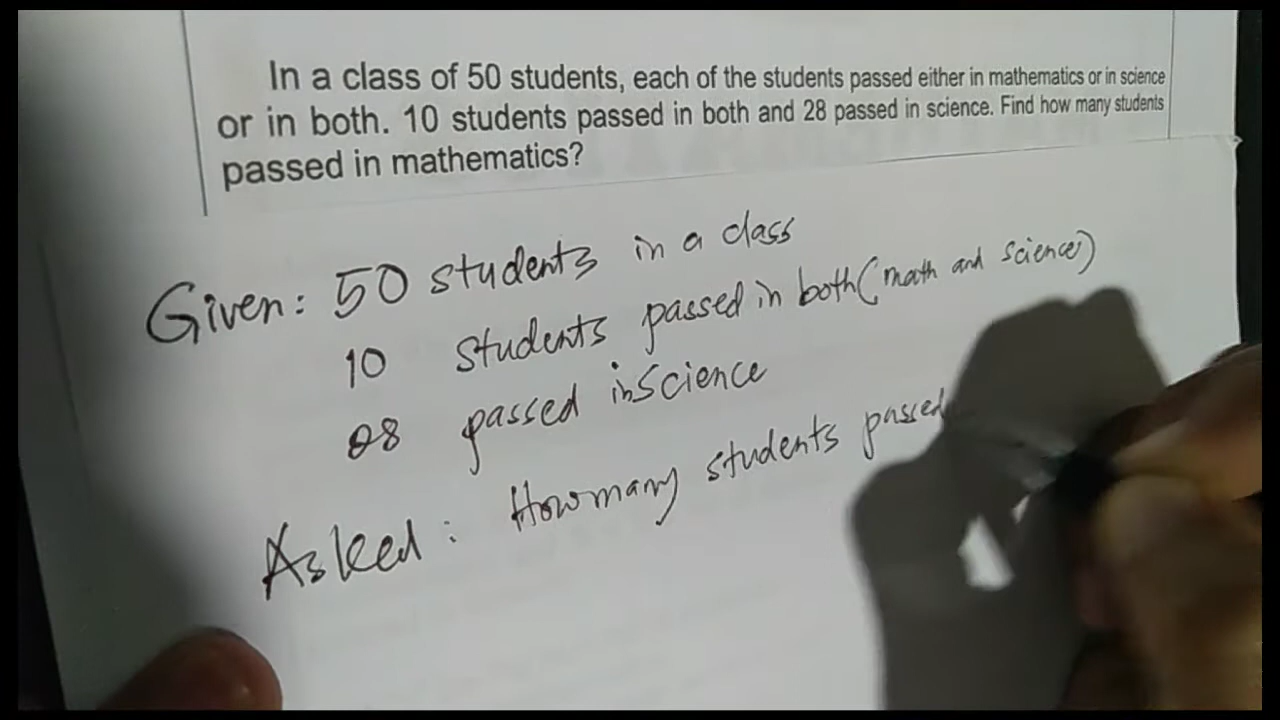 In a class of 50 students, each of the students passed either in mathematics or in science
or in both. 10 students passed in both and 28 passed in science. Find how many students
passed in mathematics?
Given: 50 students in a class
10 students passed in both (math and science)
28 passed in Science
Asked: How many students passed